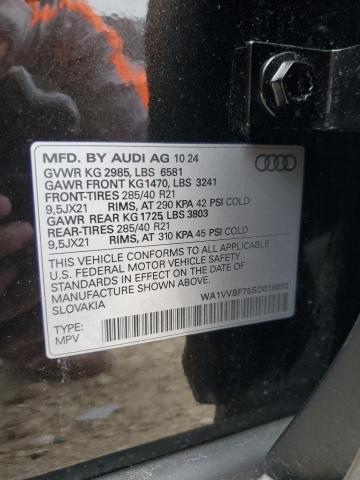 MFD. BY AUDI AG 10 24
GVWR KG 2985, LBS 6581
GAWR FRONT KG1470, LBS 3241
FRONT-TIRES 285/40 R21
9,5JX21 RIMS, AT 290 KPA 42 PSI COLD
GAWR REAR KG 1725, LBS 3803
REAR-TIRES 285/40 R21
9,5JX21 RIMS, AT 310 KPA 45 PSI COLD
THIS VEHICLE CONFORMS TO ALL APPLICABLE
U.S. FEDERAL MOTOR VEHICLE SAFETY STANDARDS
IN EFFECT ON THE DATE OF
MANUFACTURE SHOWN ABOVE
SLOVAKIA
TYPE:
MPV